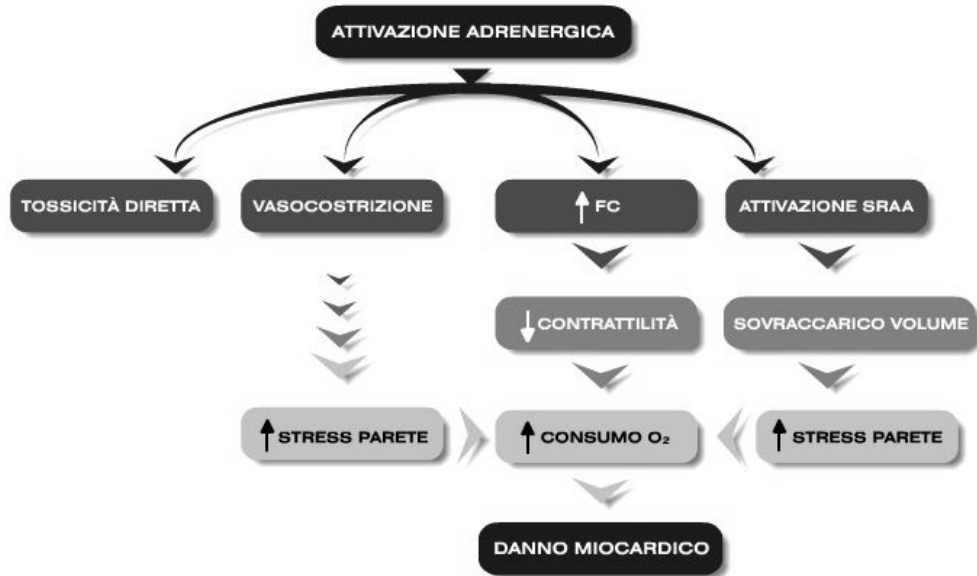 ATTIVAZIONE ADRENERGICA
TOSSICITÀ DIRETTA
VASOCOSTRIZIONE
↑ FC
ATTIVAZIONE SRAA
↓ CONTRATTILITÀ
SOVRACCARICO VOLUME
↑ STRESS PARETE
↑ CONSUMO O₂
↑ STRESS PARETE
DANNO MIOCARDICO